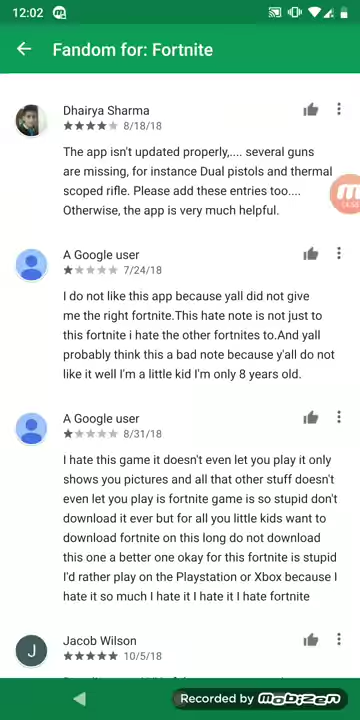 12:02
Fandom for: Fortnite
Dhairya Sharma
8/18/18
The app isn't updated properly,.... several guns
are missing, for instance Dual pistols and thermal
scoped rifle. Please add these entries too....
Otherwise, the app is very much helpful.
A Google user
7/24/18
I do not like this app because yall did not give
me the right fortnite.This hate note is not just to
this fortnite i hate the other fortnites to.And yall
probably think this a bad note because y'all do not
like it well I'm a little kid I'm only 8 years old.
A Google user
8/31/18
I hate this game it doesn't even let you play it only
shows you pictures and all that other stuff doesn't
even let you play is fortnite game is so stupid don't
download it ever but for all you little kids want to
download fortnite on this long do not download
this one a better one okay for this fortnite is stupid
I'd rather play on the Playstation or Xbox because I
hate it so much I hate it I hate it I hate fortnite
J
Jacob Wilson
10/5/18
Recorded by mobizen